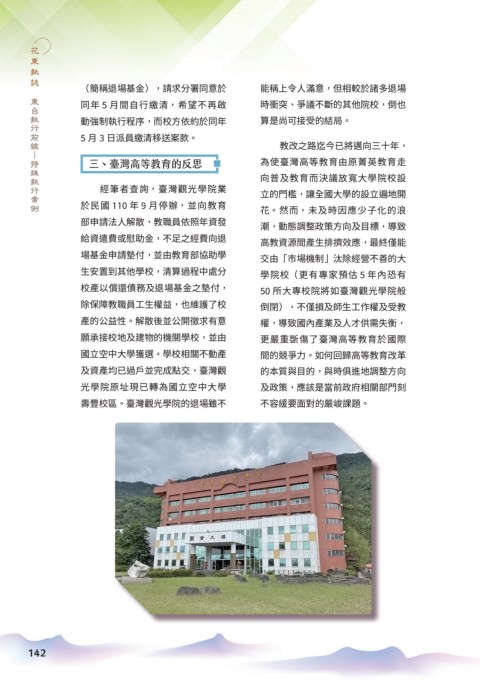 花東執誌
東台執行前鋒－特殊執行案例
（簡稱退場基金），請求分署同意於
同年 5 月間自行繳清，希望不再啟
動強制執行程序，而校方依約於同年
5 月 3 日派員繳清移送案款。
三、臺灣高等教育的反思
經筆者查詢，臺灣觀光學院業
於民國 110 年 9 月停辦，並向教育
部申請法人解散，教職員依照年資發
給資遣費或慰助金，不足之經費向退
場基金申請墊付，並由教育部協助學
生安置到其他學校，清算過程中處分
校產以償還債務及退場基金之墊付，
除保障教職員工生權益，也維護了校
產的公益性。解散後並公開徵求有意
願承接校地及建物的機關學校，並由
國立空中大學獲選。學校相關不動產
及資產均已過戶並完成點交，臺灣觀
光學院原址現已轉為國立空中大學
壽豐校區。臺灣觀光學院的退場雖不
能稱上令人滿意，但相較於諸多退場
時衝突、爭議不斷的其他院校，倒也
算是尚可接受的結局。
教改之路迄今已將邁向三十年，
為使臺灣高等教育由原菁英教育走
向普及教育而決議放寬大學院校設
立的門檻，讓全國大學的設立遍地開
花。然而，未及時因應少子化的浪
潮，動態調整政策方向及目標，導致
高教資源間產生排擠效應，最終僅能
交由「市場機制」汰除經營不善的大
學院校（更有專家預估 5 年內恐有
50 所大專校院將如臺灣觀光學院般
倒閉），不僅損及師生工作權及受教
權，導致國內產業及人才供需失衡，
更嚴重斷傷了臺灣高等教育於國際
間的競爭力。如何回歸高等教育改革
的本質與目的，與時俱進地調整方向
及政策，應該是當前政府相關部門刻
不容緩要面對的嚴峻課題。
142